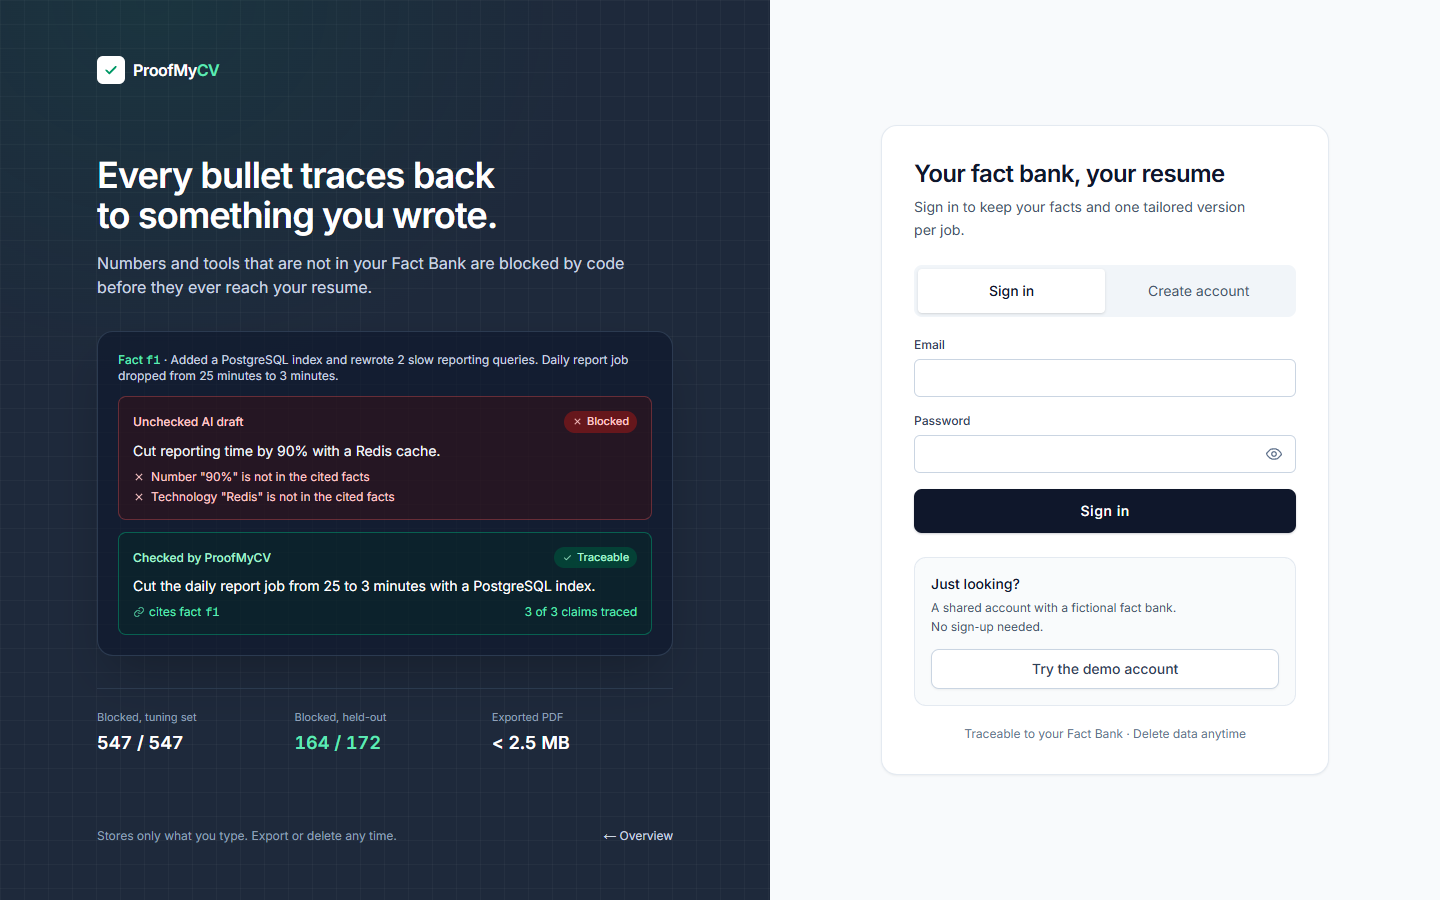 ProofMyCV
Every bullet traces back
to something you wrote.
Numbers and tools that are not in your Fact Bank are blocked by code
before they ever reach your resume.
Fact f1 · Added a PostgreSQL index and rewrote 2 slow reporting queries. Daily report job
dropped from 25 minutes to 3 minutes.
Unchecked AI draft
× Blocked
Cut reporting time by 90% with a Redis cache.
× Number "90%" is not in the cited facts
× Technology "Redis" is not in the cited facts
Checked by ProofMyCV
✓ Traceable
Cut the daily report job from 25 to 3 minutes with a PostgreSQL index.
cites fact f1
3 of 3 claims traced
Blocked, tuning set
547 / 547
Blocked, held-out
164 / 172
Exported PDF
< 2.5 MB
Stores only what you type. Export or delete any time.
← Overview
Your fact bank, your resume
Sign in to keep your facts and one tailored version
per job.
Sign in
Create account
Email
Password
Sign in
Just looking?
A shared account with a fictional fact bank.
No sign-up needed.
Try the demo account
Traceable to your Fact Bank · Delete data anytime